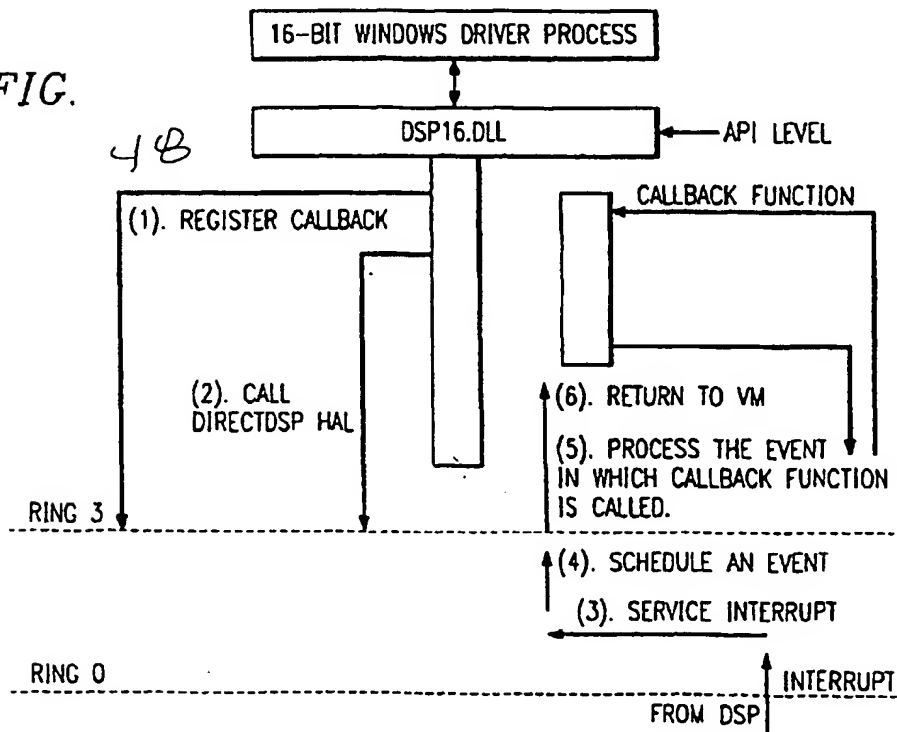 16-BIT WINDOWS DRIVER PROCESS
FIG.
48
DSP16.DLL
API LEVEL
CALLBACK FUNCTION
(1). REGISTER CALLBACK
(2). CALL
DIRECTDSP HAL
(6). RETURN TO VM
(5). PROCESS THE EVENT
IN WHICH CALLBACK FUNCTION
IS CALLED.
RING 3
(4). SCHEDULE AN EVENT
(3). SERVICE INTERRUPT
RING 0
INTERRUPT
FROM DSP